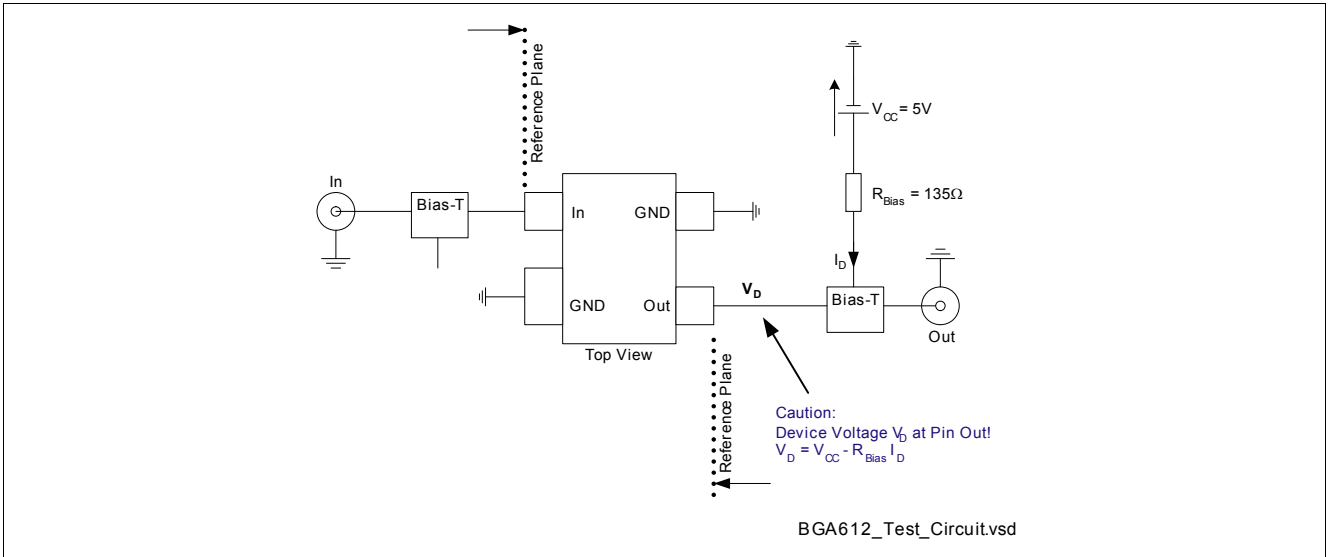 Reference Plane
V_CC = 5V
In
Bias-T
In
GND
R_Bias = 135Ω
I_D
GND
Out
V_D
Bias-T
Top View
Out
Reference Plane
Caution:
Device Voltage V_D at Pin Out!
V_D = V_CC - R_Bias I_D
BGA612_Test_Circuit.vsd